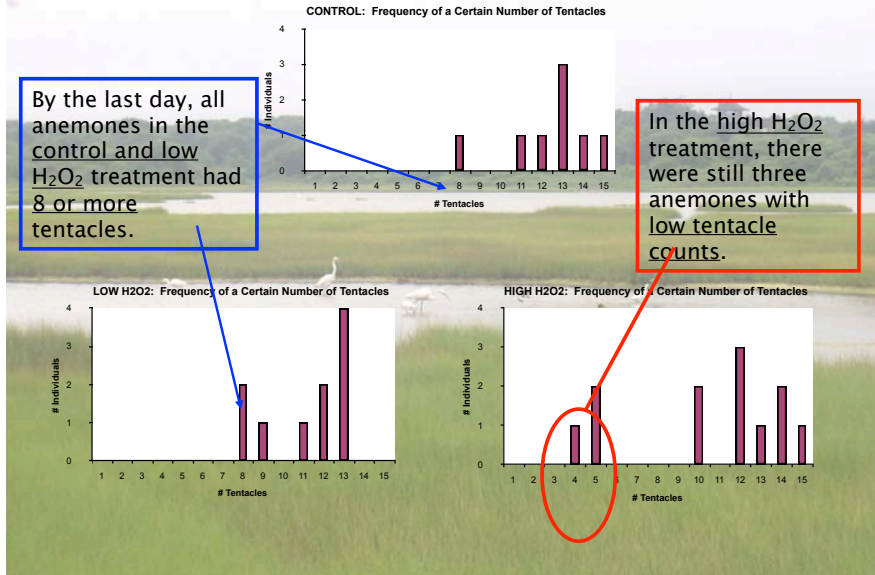 CONTROL: Frequency of a Certain Number of Tentacles
4
3
2
1
0
# Individuals
1 2 3 4 5 6 7 8 9 10 11 12 13 14 15
# Tentacles
By the last day, all
anemones in the
control and low
H₂O₂ treatment had
8 or more
tentacles.
In the high H₂O₂
treatment, there
were still three
anemones with
low tentacle
counts.
LOW H2O2: Frequency of a Certain Number of Tentacles
4
3
2
1
0
# Individuals
1 2 3 4 5 6 7 8 9 10 11 12 13 14 15
# Tentacles
HIGH H2O2: Frequency of a Certain Number of Tentacles
4
3
2
1
0
# Individuals
1 2 3 4 5 6 7 8 9 10 11 12 13 14 15
# Tentacles